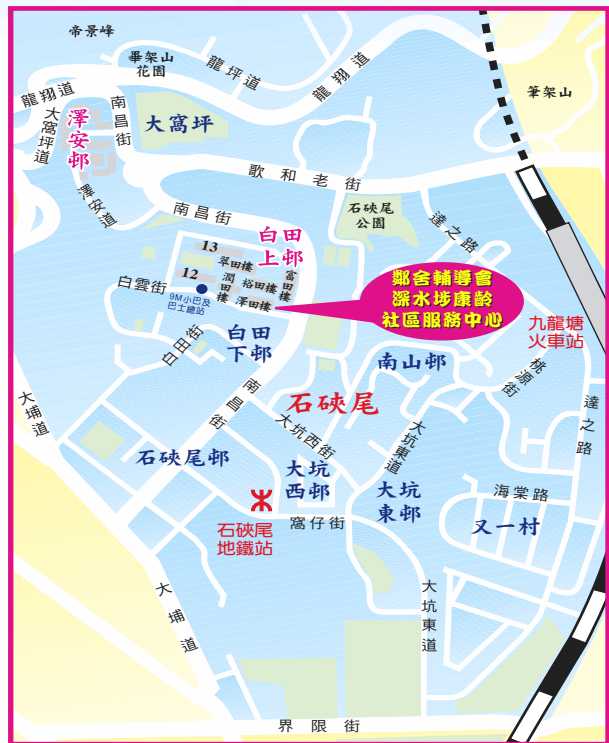 帝景峰
畢架山
花園
龍坪道
龍翔道
筆架山
龍翔道
大窩坪道
澤安邨
南昌街
大窩坪
歌和老街
澤安道
南昌街
石硤尾
公園
達之路
白田
上邨
13
翠田樓
富田樓
12
潤田樓
裕田樓
澤田樓
白雲街
9M小巴及
巴士總站
鄰舍輔導會
深水埗康齡
社區服務中心
九龍塘
火車站
白田街
白田
下邨
南山邨
桃源街
大埔道
南昌街
石硤尾
達之路
大坑西街
大坑東道
石硤尾邨
大坑
西邨
大坑
東邨
海棠路
又一村
石硤尾
地鐵站
窩仔街
大埔道
大坑東道
界限街